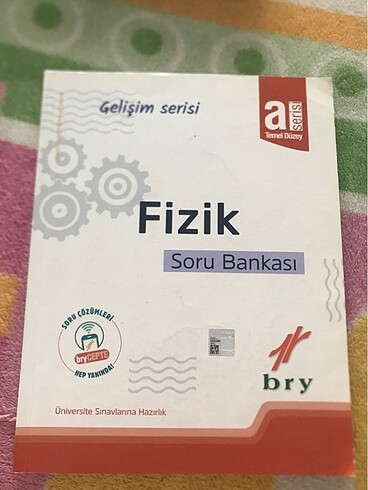 Gelişim serisi
a serisi
Temel Düzey
Fizik
Soru Bankası
SORU ÇÖZÜMLERİ
bryCEPTE
HEP YANINDA!
bry
Üniversite Sınavlarına Hazırlık